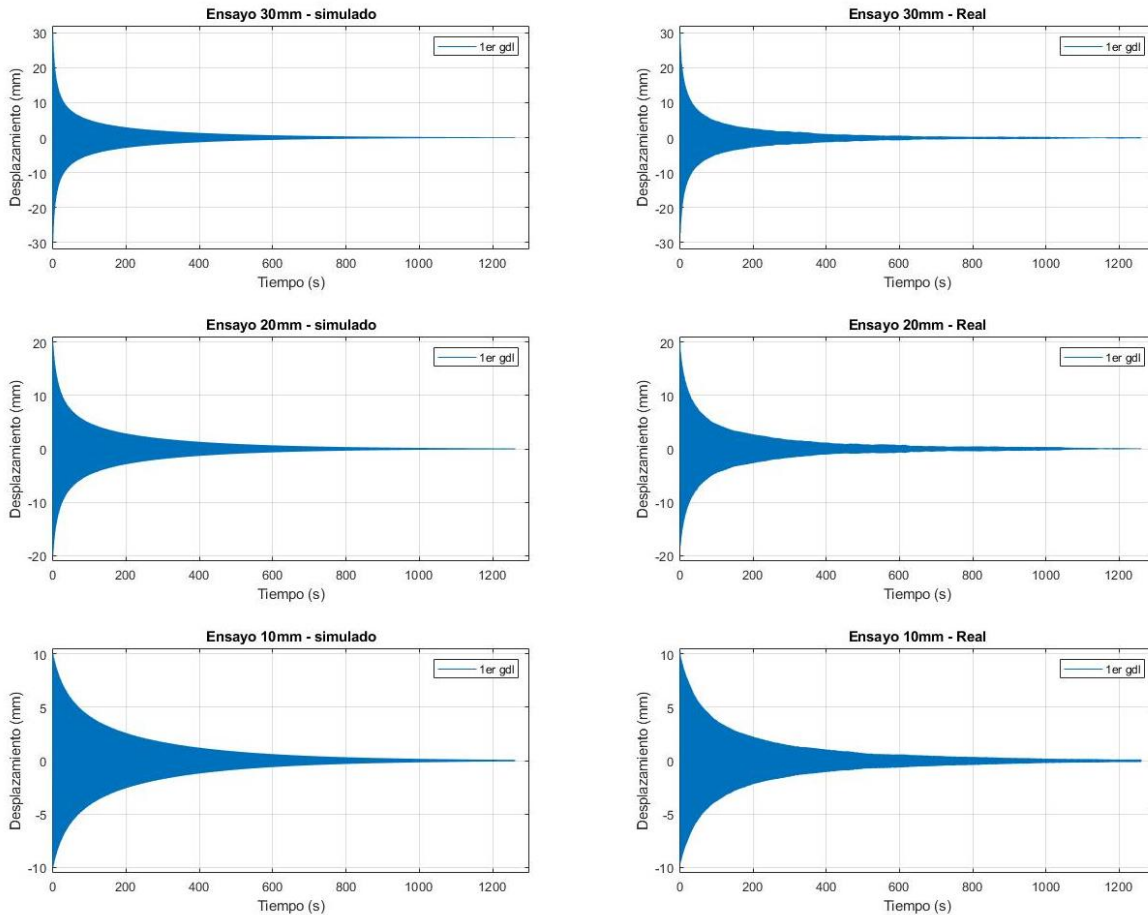 Ensayo 30mm - simulado
1er gdl
Desplazamiento (mm)
30
20
10
0
-10
-20
-30
0 200 400 600 800 1000 1200
Tiempo (s)
Ensayo 30mm - Real
1er gdl
Desplazamiento (mm)
30
20
10
0
-10
-20
-30
0 200 400 600 800 1000 1200
Tiempo (s)
Ensayo 20mm - simulado
1er gdl
Desplazamiento (mm)
20
10
0
-10
-20
0 200 400 600 800 1000 1200
Tiempo (s)
Ensayo 20mm - Real
1er gdl
Desplazamiento (mm)
20
10
0
-10
-20
0 200 400 600 800 1000 1200
Tiempo (s)
Ensayo 10mm - simulado
1er gdl
Desplazamiento (mm)
10
5
0
-5
-10
0 200 400 600 800 1000 1200
Tiempo (s)
Ensayo 10mm - Real
1er gdl
Desplazamiento (mm)
10
5
0
-5
-10
0 200 400 600 800 1000 1200
Tiempo (s)